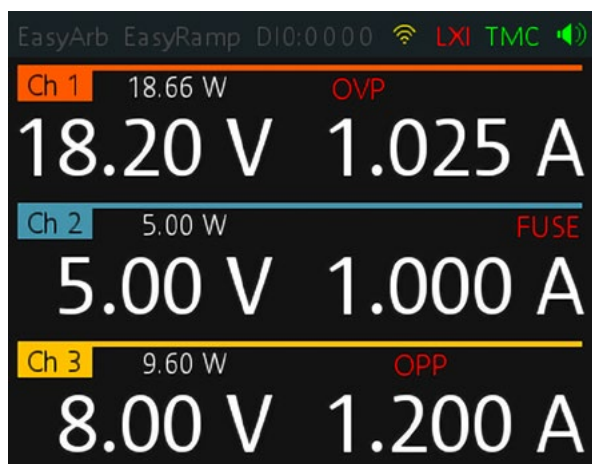 EasyArb EasyRamp DI0:0000 LXI TMC
Ch 1 18.66 W OVP
18.20 V 1.025 A
Ch 2 5.00 W FUSE
5.00 V 1.000 A
Ch 3 9.60 W OPP
8.00 V 1.200 A